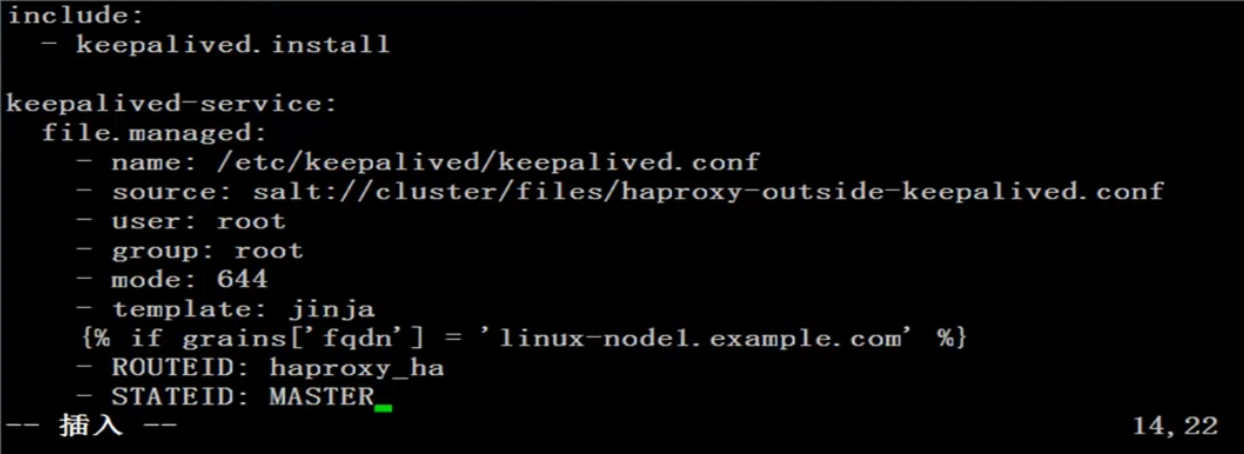 include:
  - keepalived.install

keepalived-service:
  file.managed:
    - name: /etc/keepalived/keepalived.conf
    - source: salt://cluster/files/haproxy-outside-keepalived.conf
    - user: root
    - group: root
    - mode: 644
    - template: jinja
    {% if grains['fqdn'] = 'linux-node1.example.com' %}
    - ROUTEID: haproxy_ha
    - STATEID: MASTER
-- 插入 -- 14,22